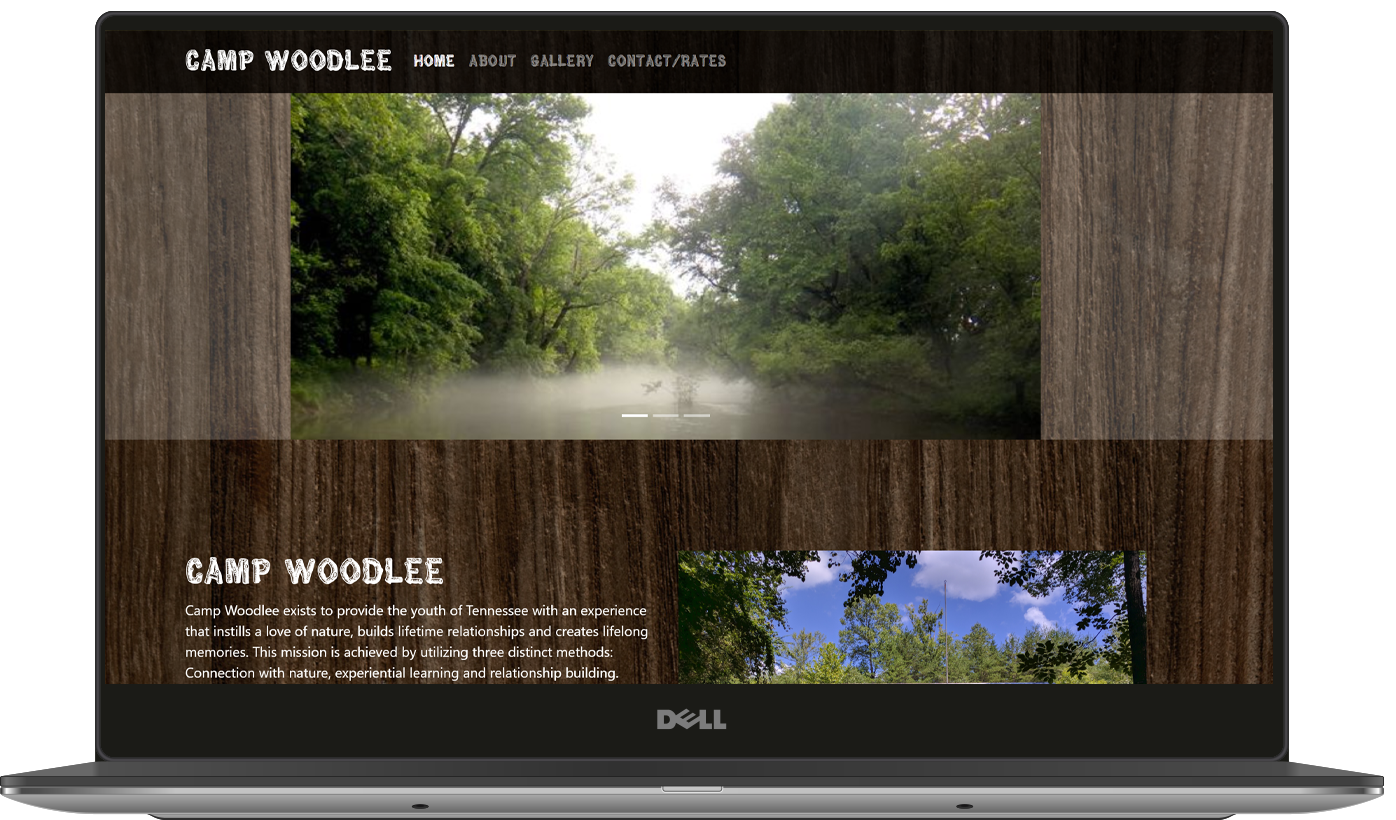 CAMP WOODLEE HOME ABOUT GALLERY CONTACT/RATES
CAMP WOODLEE
Camp Woodlee exists to provide the youth of Tennessee with an experience
that instills a love of nature, builds lifetime relationships and creates lifelong
memories. This mission is achieved by utilizing three distinct methods:
Connection with nature, experiential learning and relationship building.
DELL